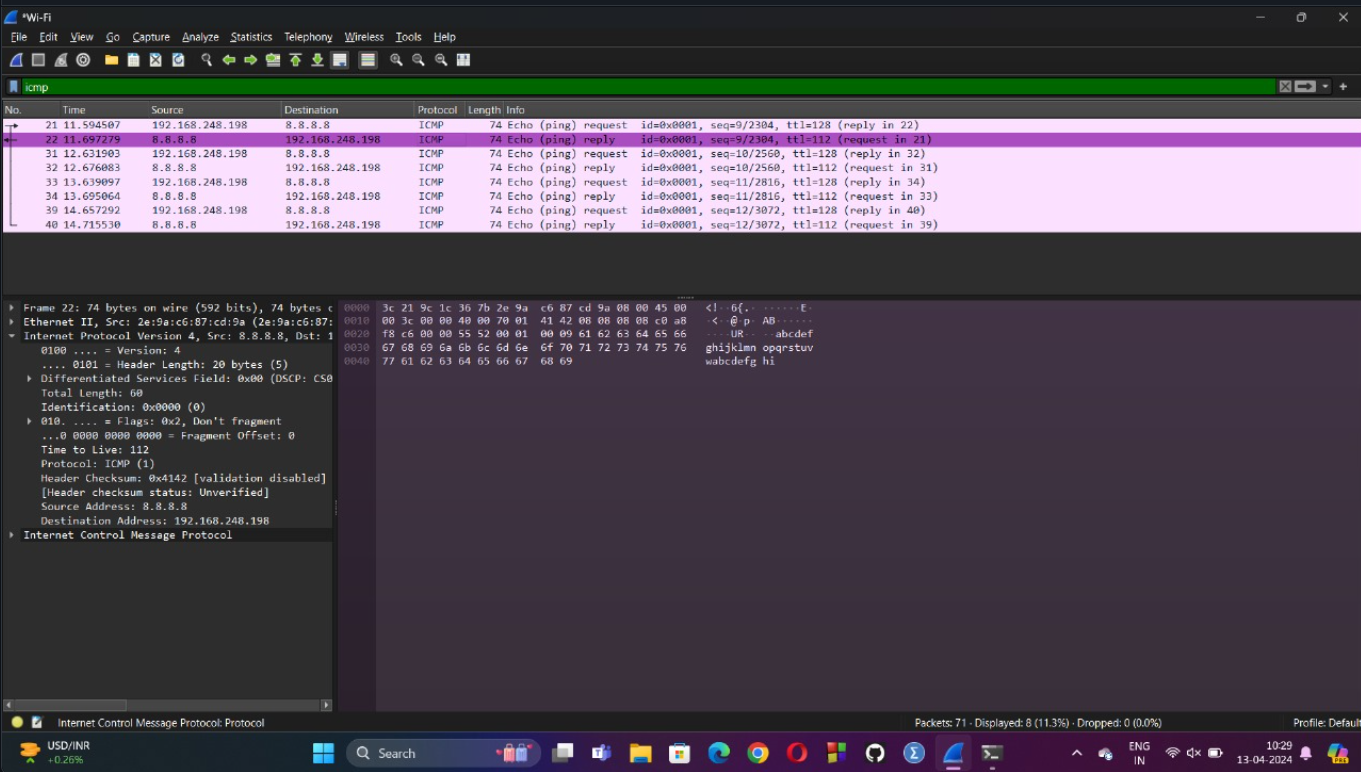 *Wi-Fi
File Edit View Go Capture Analyze Statistics Telephony Wireless Tools Help
icmp
No. Time Source Destination Protocol Length Info
21 11.594507 192.168.248.198 8.8.8.8 ICMP 74 Echo (ping) request id=0x0001, seq=9/2304, ttl=128 (reply in 22)
22 11.697279 8.8.8.8 192.168.248.198 ICMP 74 Echo (ping) reply id=0x0001, seq=9/2304, ttl=112 (request in 21)
31 12.631903 192.168.248.198 8.8.8.8 ICMP 74 Echo (ping) request id=0x0001, seq=10/2560, ttl=128 (reply in 32)
32 12.676083 8.8.8.8 192.168.248.198 ICMP 74 Echo (ping) reply id=0x0001, seq=10/2560, ttl=112 (request in 31)
33 13.639097 192.168.248.198 8.8.8.8 ICMP 74 Echo (ping) request id=0x0001, seq=11/2816, ttl=128 (reply in 34)
34 13.695064 8.8.8.8 192.168.248.198 ICMP 74 Echo (ping) reply id=0x0001, seq=11/2816, ttl=112 (request in 33)
39 14.657292 192.168.248.198 8.8.8.8 ICMP 74 Echo (ping) request id=0x0001, seq=12/3072, ttl=128 (reply in 40)
40 14.715530 8.8.8.8 192.168.248.198 ICMP 74 Echo (ping) reply id=0x0001, seq=12/3072, ttl=112 (request in 39)
Frame 22: 74 bytes on wire (592 bits), 74 bytes c
Ethernet II, Src: 2e:9a:c6:87:cd:9a (2e:9a:c6:87:
Internet Protocol Version 4, Src: 8.8.8.8, Dst: 1
0100 .... = Version: 4
.... 0101 = Header Length: 20 bytes (5)
Differentiated Services Field: 0x00 (DSCP: CS0
Total Length: 60
Identification: 0x0000 (0)
010. .... = Flags: 0x2, Don't fragment
...0 0000 0000 0000 = Fragment Offset: 0
Time to Live: 112
Protocol: ICMP (1)
Header Checksum: 0x4142 [validation disabled]
[Header checksum status: Unverified]
Source Address: 8.8.8.8
Destination Address: 192.168.248.198
Internet Control Message Protocol
0000 3c 21 9c 1c 36 7b 2e 9a c6 87 cd 9a 08 00 45 00 <!··6{.· ······E·
0010 00 3c 00 00 40 00 70 01 41 42 08 08 08 08 c0 a8 ·<··@·p· AB······
0020 f8 c6 00 00 55 52 00 01 00 09 61 62 63 64 65 66 ····UR·· ··abcdef
0030 67 68 69 6a 6b 6c 6d 6e 6f 70 71 72 73 74 75 76 ghijklmn opqrstuv
0040 77 61 62 63 64 65 66 67 68 69 wabcdefg hi
Internet Control Message Protocol: Protocol
Packets: 71 · Displayed: 8 (11.3%) · Dropped: 0 (0.0%)
Profile: Default
USD/INR
+0.26%
Search
ENG
IN
10:29
13-04-2024
PRE